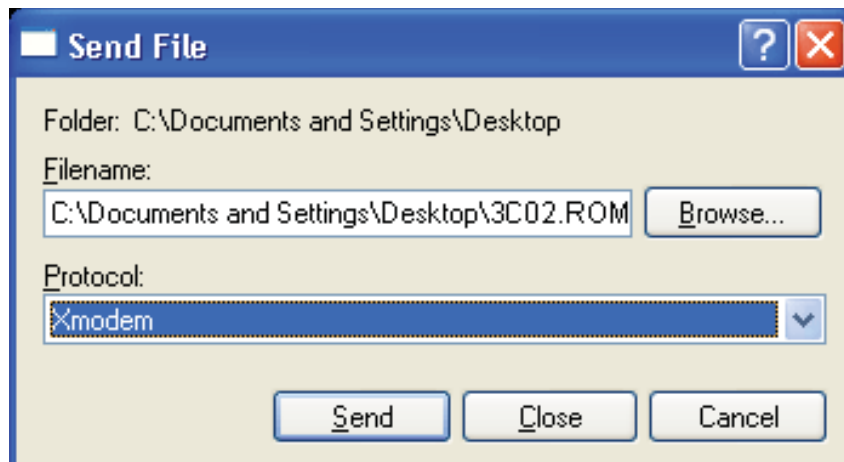 Send File
Folder: C:\Documents and Settings\Desktop
Filename:
C:\Documents and Settings\Desktop\3C02.ROM Browse...
Protocol:
Xmodem
Send Close Cancel